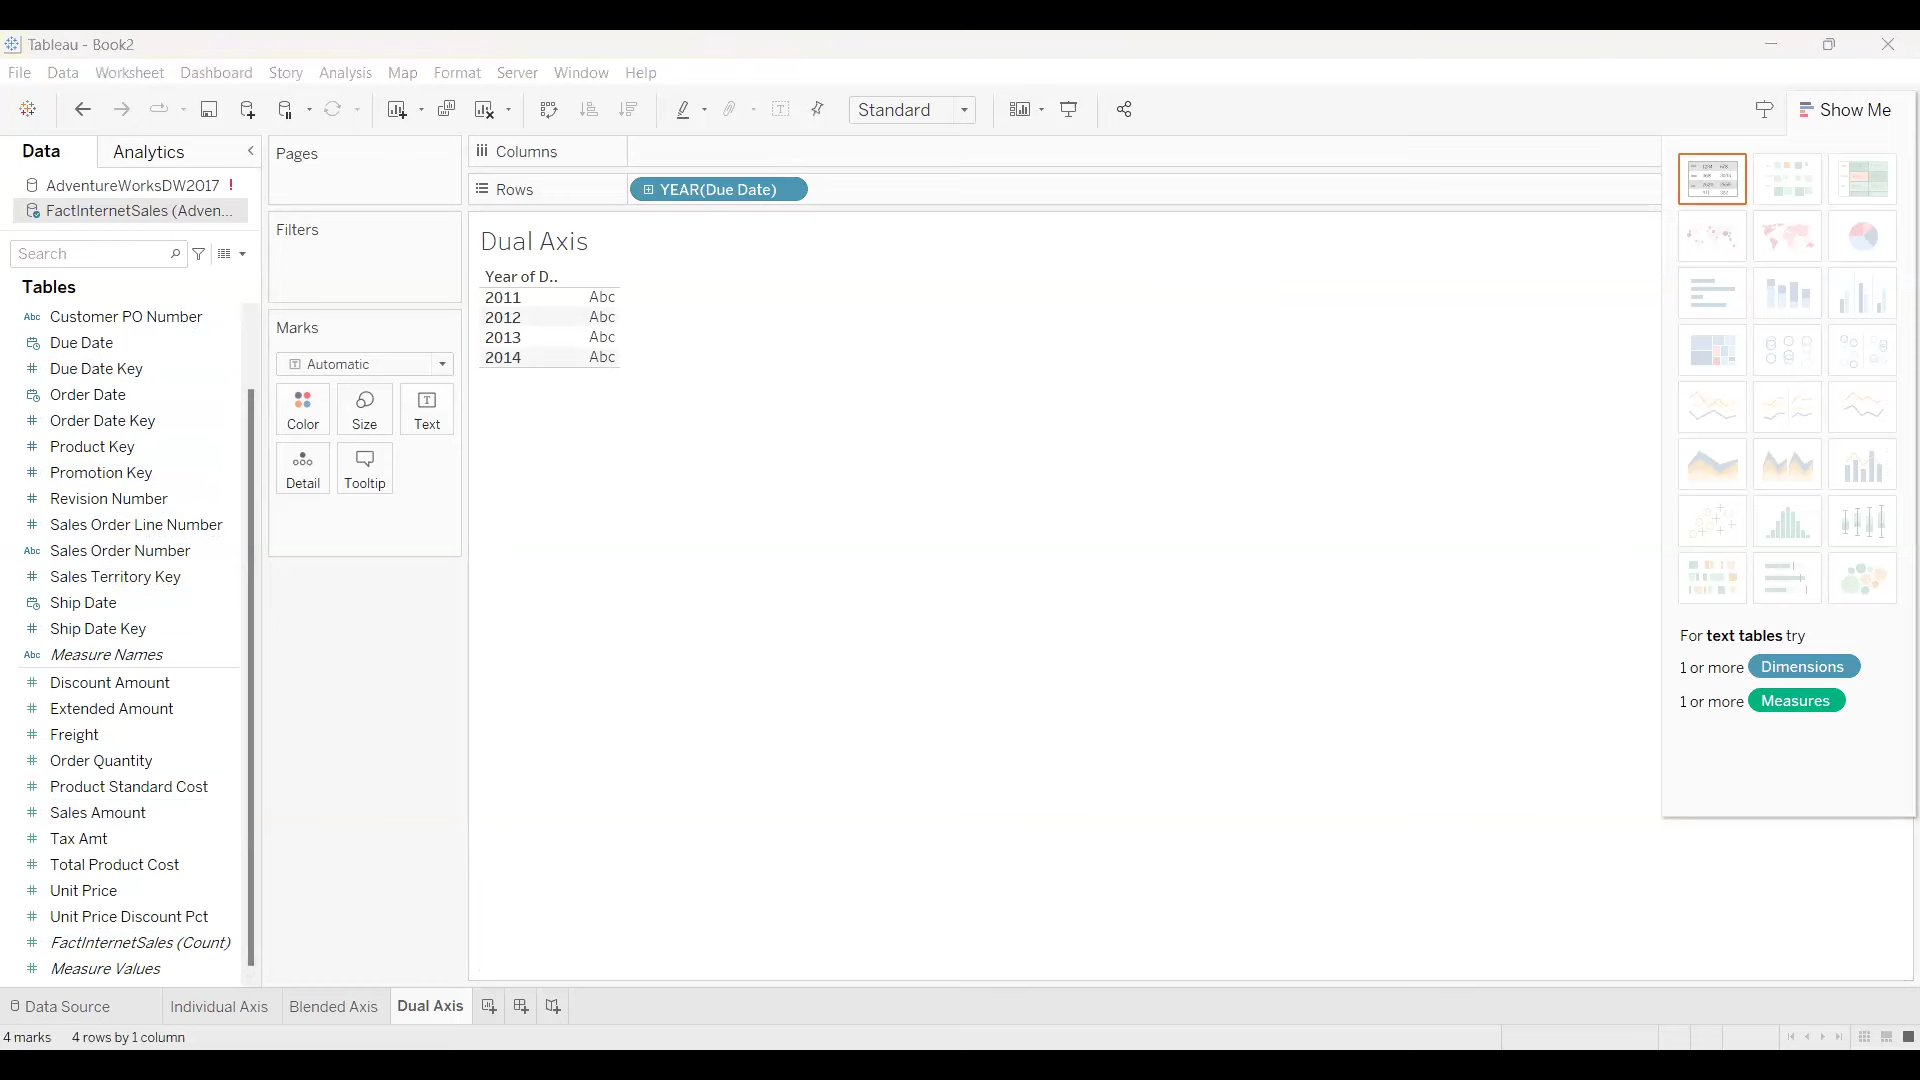 Tableau - Book2
File Data Worksheet Dashboard Story Analysis Map Format Server Window Help
Standard
Show Me
Data Analytics
AdventureWorksDW2017 !
FactInternetSales (Adven...
Search
Tables
Abc Customer PO Number
Due Date
# Due Date Key
Order Date
# Order Date Key
# Product Key
# Promotion Key
# Revision Number
# Sales Order Line Number
Abc Sales Order Number
# Sales Territory Key
Ship Date
# Ship Date Key
Abc Measure Names
# Discount Amount
# Extended Amount
# Freight
# Order Quantity
# Product Standard Cost
# Sales Amount
# Tax Amt
# Total Product Cost
# Unit Price
# Unit Price Discount Pct
# FactInternetSales (Count)
# Measure Values
Pages
Filters
Marks
Automatic
Color Size Text
Detail Tooltip
Columns
Rows YEAR(Due Date)
Dual Axis
Year of D..
2011 Abc
2012 Abc
2013 Abc
2014 Abc
For text tables try
1 or more Dimensions
1 or more Measures
Data Source Individual Axis Blended Axis Dual Axis
4 marks 4 rows by 1 column